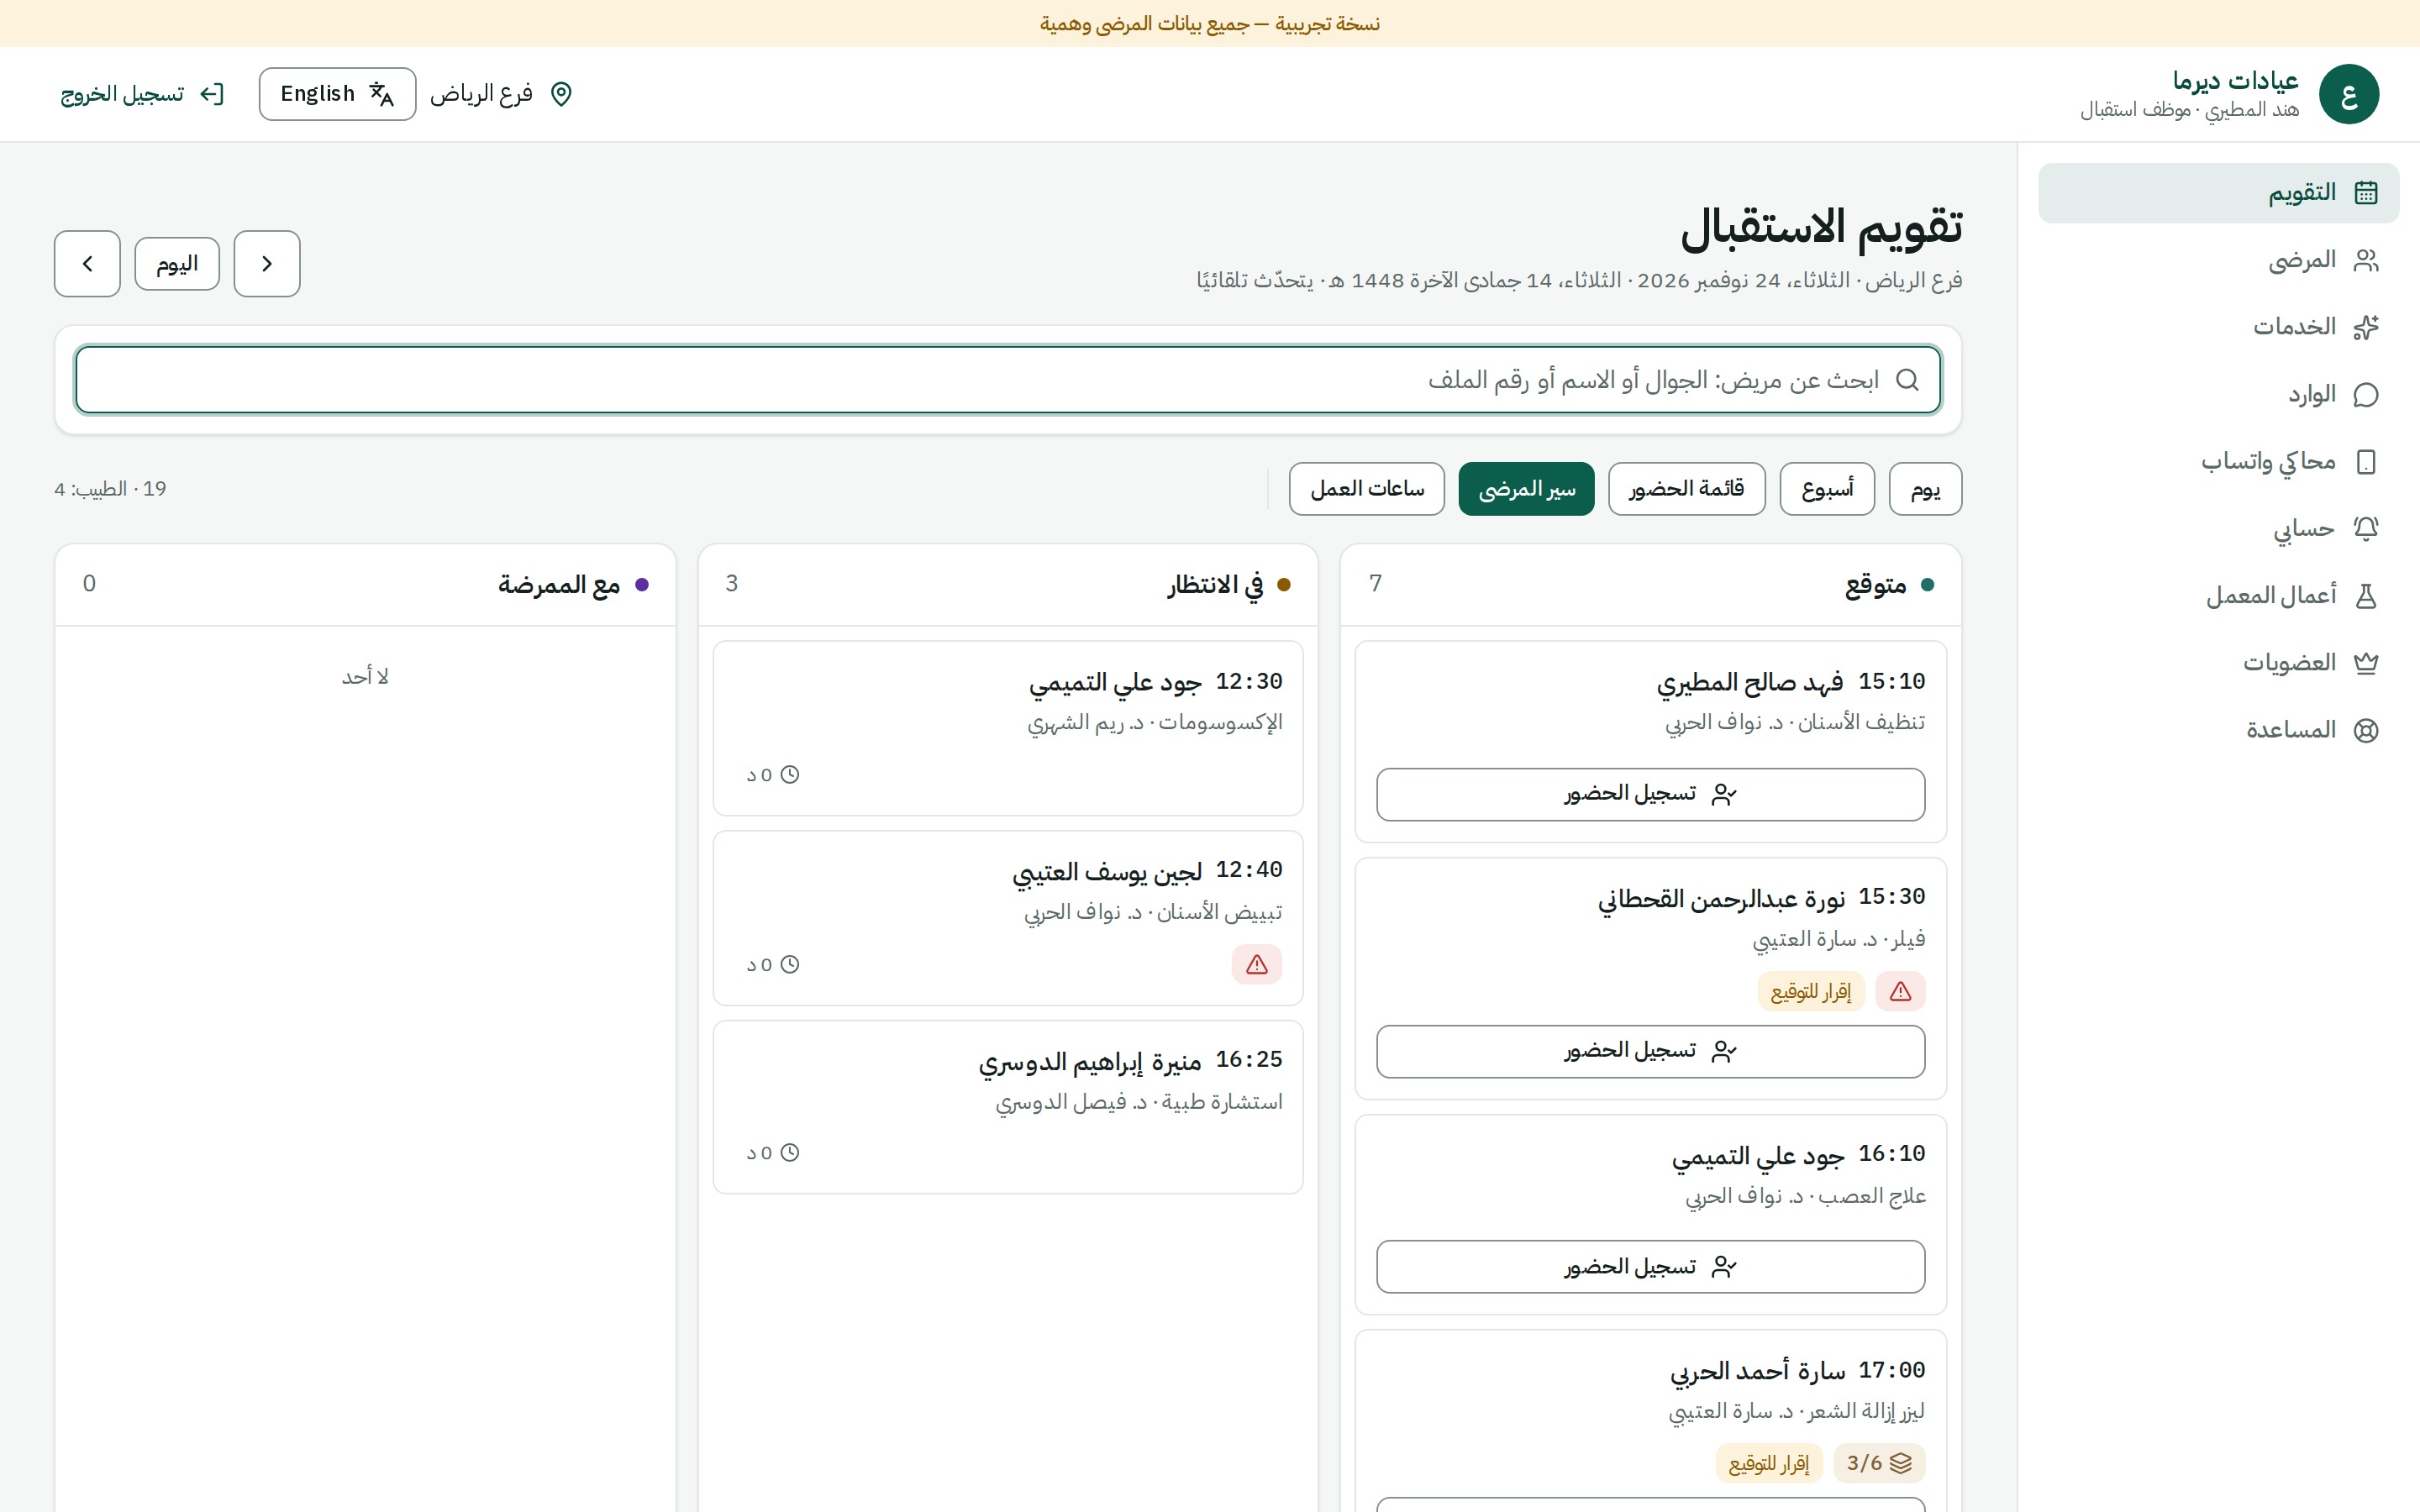 نسخة تجريبية — جميع بيانات المرضى وهمية
ع
عيادات ديرما
هند المطيري · موظف استقبال
فرع الرياض
English
تسجيل الخروج
التقويم
المرضى
الخدمات
الوارد
محاكي واتساب
حسابي
أعمال المعمل
العضويات
المساعدة
تقويم الاستقبال
فرع الرياض · الثلاثاء، 24 نوفمبر 2026 · الثلاثاء، 14 جمادى الآخرة 1448 هـ · يتحدّث تلقائيًا
اليوم
ابحث عن مريض: الجوال أو الاسم أو رقم الملف
يوم
أسبوع
قائمة الحضور
سير المرضى
ساعات العمل
19 · الطبيب: 4
متوقع 7
15:10 فهد صالح المطيري
تنظيف الأسنان · د. نواف الحربي
تسجيل الحضور
15:30 نورة عبدالرحمن القحطاني
فيلر · د. سارة العتيبي
إقرار للتوقيع
تسجيل الحضور
16:10 جود علي التميمي
علاج العصب · د. نواف الحربي
تسجيل الحضور
17:00 سارة أحمد الحربي
ليزر إزالة الشعر · د. سارة العتيبي
3/6 إقرار للتوقيع
في الانتظار 3
12:30 جود علي التميمي
الإكسوسومات · د. ريم الشهري
0 د
12:40 لجين يوسف العتيبي
تبييض الأسنان · د. نواف الحربي
0 د
16:25 منيرة إبراهيم الدوسري
استشارة طبية · د. فيصل الدوسري
0 د
مع الممرضة 0
لا أحد